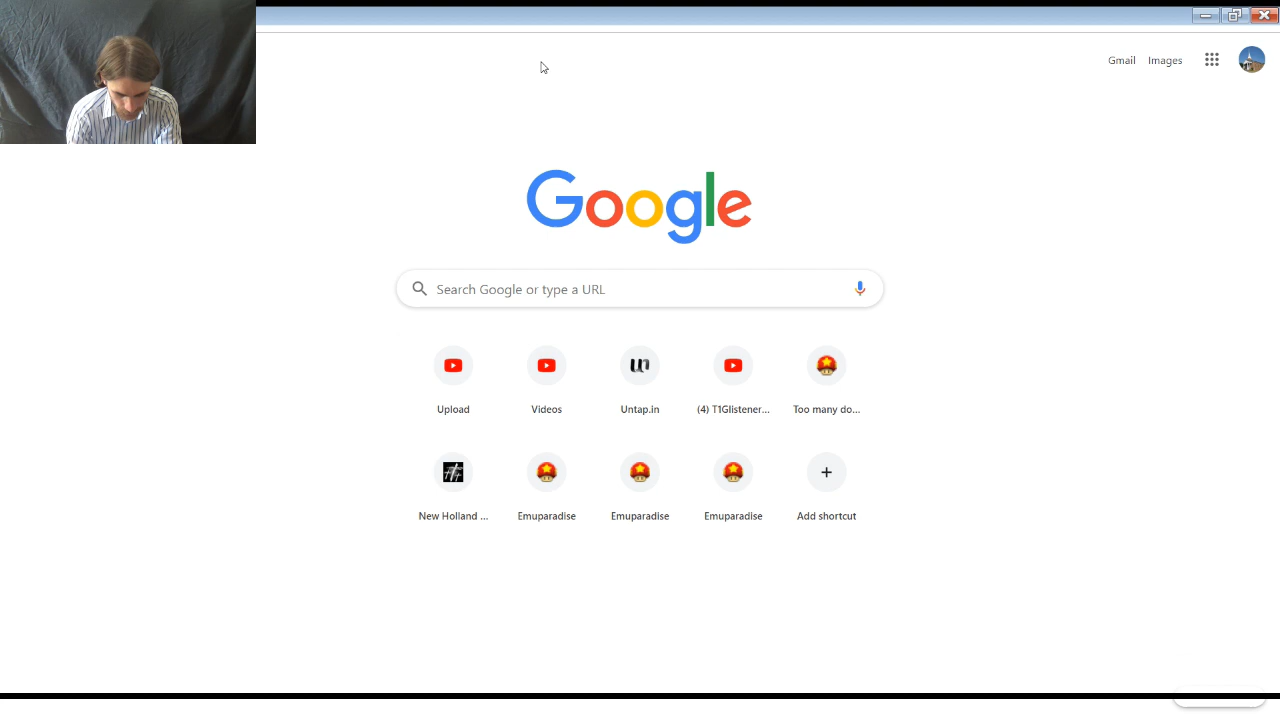 Gmail Images
Google
Search Google or type a URL
Upload Videos Untap.in (4) T1Glistener... Too many do...
New Holland ... Emuparadise Emuparadise Emuparadise Add shortcut